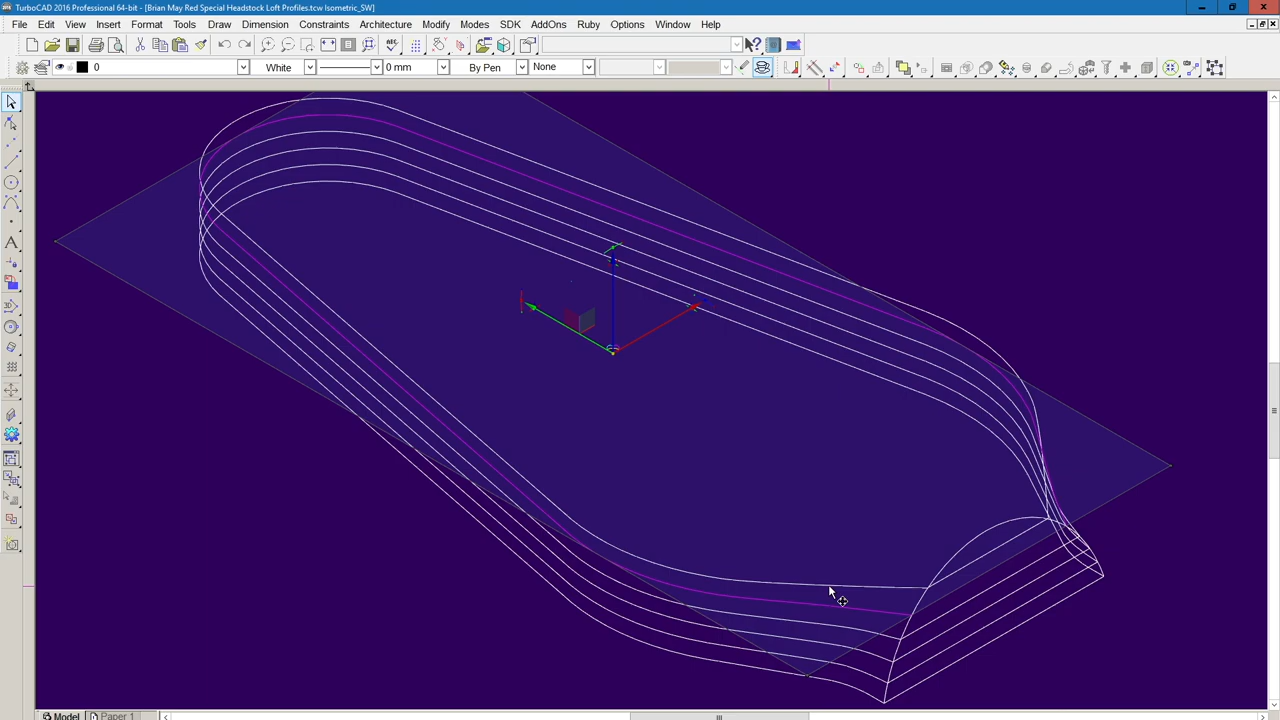 TurboCAD 2016 Professional 64-bit - [Brian May Red Special Headstock Loft Profiles.tcw Isometric_SW]
File Edit View Insert Format Tools Draw Dimension Constraints Architecture Modify Modes SDK AddOns Ruby Options Window Help
0 White 0 mm By Pen None
Model Paper 1